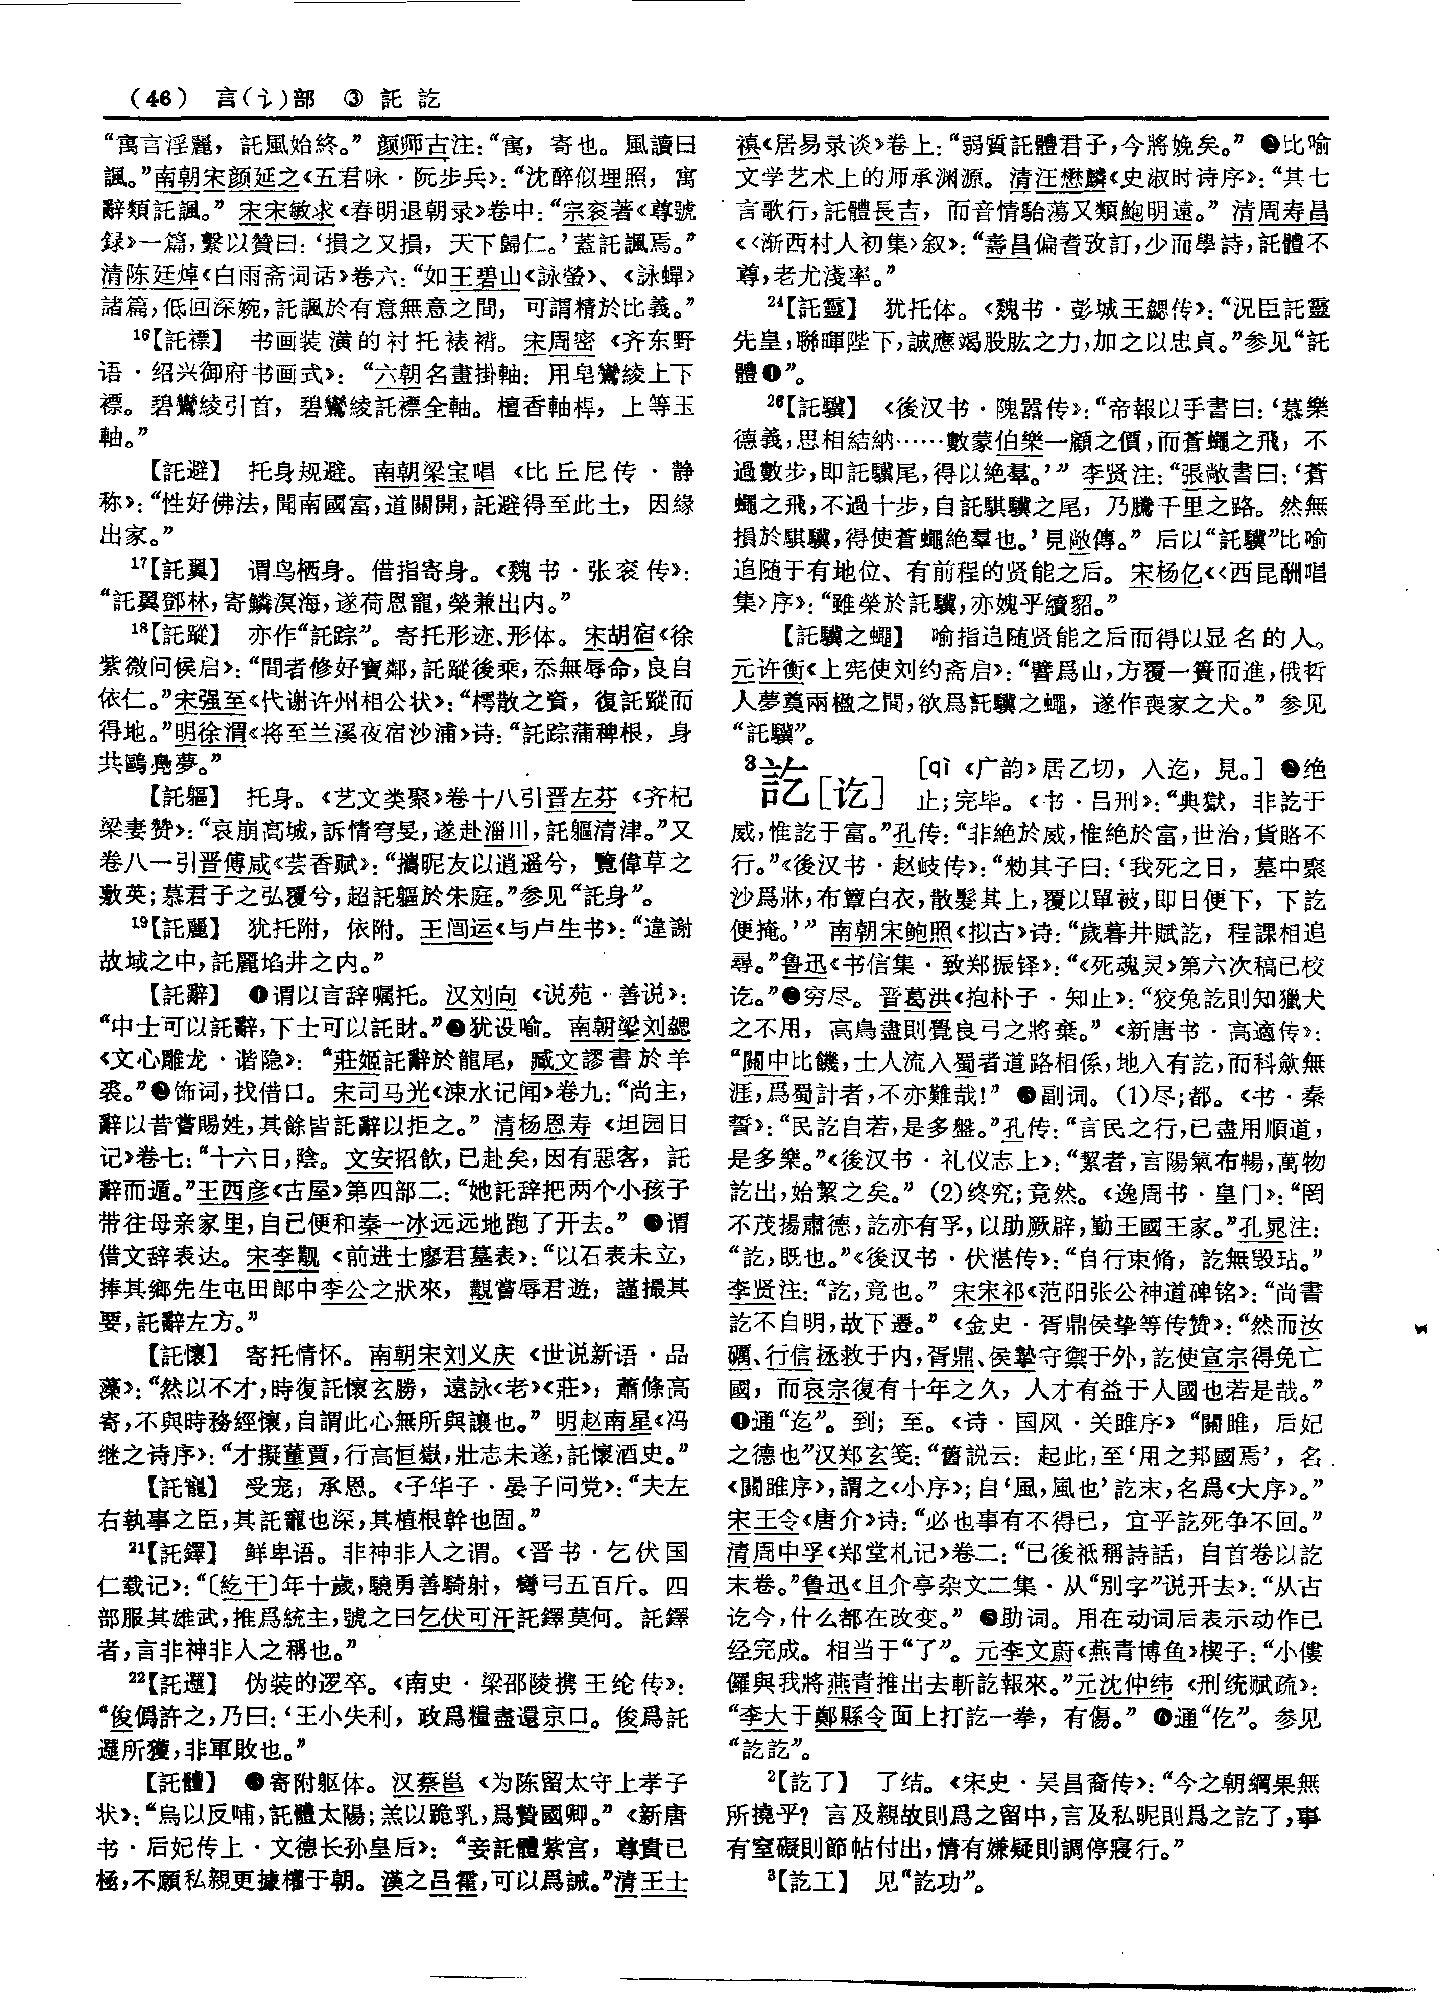 (46)  言(讠)部  ③  託 訖
“寓言淫麗，託風始終。” 颜师古注：“寓，寄也。風讀曰
諷。”南朝宋颜延之《五君咏·阮步兵》：“沈醉似埋照，寓
辭類託諷。” 宋宋敏求《春明退朝录》卷中：“宗衮著《尊號
録》一篇，繫以贊曰：‘損之又損，天下歸仁。’蓋託諷焉。”
清陈廷焯《白雨斋词话》卷六：“如王碧山《詠螢》、《詠蟬》
諸篇，低回深婉，託諷於有意無意之間，可謂精於比義。”
16【託褾】 书画装潢的衬托裱褙。宋周密《齐东野
语·绍兴御府书画式》：“六朝名畫掛軸：用皂鸞綾上下
褾。碧鸞綾引首，碧鸞綾託褾全軸。檀香軸桿，上等玉
軸。”
【託避】 托身规避。南朝梁宝唱《比丘尼传·静
称》：“性好佛法，聞南國富，道關開，託避得至此土，因緣
出家。”
17【託翼】 谓鸟栖身。借指寄身。《魏书·张衮传》：
“託翼鄧林，寄鱗溟海，遂荷恩寵，榮兼出内。”
18【託蹤】 亦作“託踪”。寄托形迹、形体。宋胡宿《徐
紫微问候启》：“間者修好寶鄰，託蹤後乘，忝無辱命，良自
依仁。”宋强至《代谢许州相公状》：“樗散之資，復託蹤而
得地。”明徐渭《将至兰溪夜宿沙浦》诗：“託踪蒲稗根，身
共鷗鳧夢。”
【託軀】 托身。《艺文类聚》卷十八引晋左芬《齐杞
梁妻赞》：“哀崩高城，訴情穹旻，遂赴淄川，託軀清津。”又
卷八一引晋傅咸《芸香赋》：“攜昵友以逍遥兮，覽偉草之
敷英；慕君子之弘覆兮，超託軀於朱庭。”参见“託身”。
19【託麗】 犹托附，依附。王闿运《与卢生书》：“違謝
故城之中，託麗埳井之内。”
【託辭】 ❶谓以言辞嘱托。汉刘向《说苑·善说》：
“中士可以託辭，下士可以託財。”❷犹设喻。南朝梁刘勰
《文心雕龙·谐隐》：“莊姬託辭於龍尾，臧文謬書於羊
裘。”❸饰词，找借口。宋司马光《涑水记闻》卷九：“尚主，
辭以昔嘗賜姓，其餘皆託辭以拒之。”清杨恩寿《坦园日
记》卷七：“十六日，陰。文安招飲，已赴矣，因有惡客，託
辭而遁。”王西彦《古屋》第四部二：“她託辞把两个小孩子
带往母亲家里，自己便和秦一冰远远地跑了开去。” ❹谓
借文辞表达。宋李觏《前进士廖君墓表》：“以石表未立，
捧其鄉先生屯田郎中李公之狀來，覯嘗辱君遊，謹撮其
要，託辭左方。”
【託懷】 寄托情怀。南朝宋刘义庆《世说新语·品
藻》：“然以不才，時復託懷玄勝，遠詠《老》《莊》，蕭條高
寄，不與時務經懷，自謂此心無所與讓也。” 明赵南星《冯
继之诗序》：“才擬董賈，行高恒嶽，壯志未遂，託懷酒史。”
【託寵】 受宠；承恩。《子华子·晏子问党》：“夫左
右執事之臣，其託寵也深，其植根幹也固。”
21【託鐸】 鲜卑语。非神非人之谓。《晋书·乞伏国
仁载记》：“〔紇干〕年十歲，驍勇善騎射，彎弓五百斤。四
部服其雄武，推爲統主，號之曰乞伏可汗託鐸莫何。託鐸
者，言非神非人之稱也。”
22【託邏】 伪装的逻卒。《南史·梁邵陵携王纶传》：
“俊僞許之，乃曰：‘王小失利，政爲糧盡還京口。俊爲託
邏所獲，非軍敗也。”
【託體】 ❶寄附躯体。汉蔡邕《为陈留太守上孝子
状》：“烏以反哺，託體太陽；羔以跪乳，爲贄國卿。”《新唐
书·后妃传上·文德长孙皇后》：“妾託體紫宫，尊貴已
極，不願私親更據權于朝。漢之吕霍，可以爲誡。”清王士
禛《居易录谈》卷上：“弱質託體君子，今將娩矣。” ❷比喻
文学艺术上的师承渊源。清汪懋麟《史淑时诗序》：“其七
言歌行，託體長吉，而音情駘蕩又類鮑明遠。” 清周寿昌
《〈渐西村人初集〉叙》：“壽昌偏耆攷訂，少而學詩，託體不
尊，老尤淺率。”
24【託靈】 犹托体。《魏书·彭城王勰传》：“況臣託靈
先皇，聯暉陛下，誠應竭股肱之力，加之以忠貞。”参见“託
體❶”。
26【託驥】《後汉书·隗嚣传》：“帝報以手書曰：‘慕樂
德義，思相結納……數蒙伯樂一顧之價，而蒼蠅之飛，不
過數步，即託驥尾，得以絶羣。’” 李贤注：“張敞書曰：‘蒼
蠅之飛，不過十步，自託騏驥之尾，乃騰千里之路。然無
損於騏驥，得使蒼蠅絶羣也。’見敞傳。” 后以“託驥”比喻
追随于有地位、有前程的贤能之后。宋杨亿《〈西昆酬唱
集〉序》：“雖榮於託驥，亦媿乎續貂。”
【託驥之蠅】 喻指追随贤能之后而得以显名的人。
元许衡《上宪使刘约斋启》：“譬爲山，方覆一簣而進，俄哲
人夢奠兩楹之間，欲爲託驥之蠅，遂作喪家之犬。” 参见
“託驥”。
3訖［讫］ [qì《广韵》居乙切，入迄，見。] ❶绝
止；完毕。《书·吕刑》：“典獄，非訖于
威，惟訖于富。”孔传：“非絶於威，惟絶於富，世治，貨賂不
行。”《後汉书·赵岐传》：“勑其子曰：‘我死之日，墓中聚
沙爲牀，布簟白衣，散髮其上，覆以單被，即日便下，下訖
便掩。’” 南朝宋鲍照《拟古》诗：“歲暮井賦訖，程課相追
尋。”鲁迅《书信集·致郑振铎》：“《死魂灵》第六次稿已校
讫。”❷穷尽。晋葛洪《抱朴子·知止》：“狡兔訖則知獵犬
之不用，高鳥盡則覺良弓之將棄。”《新唐书·高適传》：
“關中比饑，士人流入蜀者道路相係，地入有訖，而科斂無
涯，爲蜀計者，不亦難哉！” ❸副词。(1)尽；都。《书·秦
誓》：“民訖自若，是多盤。”孔传：“言民之行，已盡用順道，
是多樂。”《後汉书·礼仪志上》：“絜者，言陽氣布暢，萬物
訖出，始絜之矣。” (2)终究；竟然。《逸周书·皇门》：“罔
不茂揚肅德，訖亦有孚，以助厥辟，勤王國王家。”孔晁注：
“訖，既也。”《後汉书·伏湛传》：“自行束脩，訖無毁玷。”
李贤注：“訖，竟也。” 宋宋祁《范阳张公神道碑铭》：“尚書
訖不自明，故下遷。”《金史·胥鼎侯挚等传赞》：“然而汝
礪、行信拯救于内，胥鼎、侯摯守禦于外，訖使宣宗得免亡
國，而哀宗復有十年之久，人才有益于人國也若是哉。”
❹通“迄”。到；至。《诗·国风·关雎序》“關雎，后妃
之德也”汉郑玄笺：“舊説云：起此，至‘用之邦國焉’，名
《關雎序》，謂之《小序》；自‘風，風也’訖末，名爲《大序》。”
宋王令《唐介》诗：“必也事有不得已，宜乎訖死争不回。”
清周中孚《郑堂札记》卷二：“已後袛稱詩話，自首卷以訖
末卷。”鲁迅《且介亭杂文二集·从“别字”说开去》：“从古
讫今，什么都在改变。” ❺助词。用在动词后表示动作已
经完成。相当于“了”。元李文蔚《燕青博鱼》楔子：“小僂
儸與我將燕青推出去斬訖報來。”元沈仲纬《刑统赋疏》：
“李大于鄭縣令面上打訖一拳，有傷。” ❻通“仡”。参见
“訖訖”。
2【訖了】 了结。《宋史·吴昌裔传》：“今之朝綱果無
所撓乎？言及親故則爲之留中，言及私昵則爲之訖了，事
有窒礙則節帖付出，情有嫌疑則調停寢行。”
3【訖工】 见“訖功”。